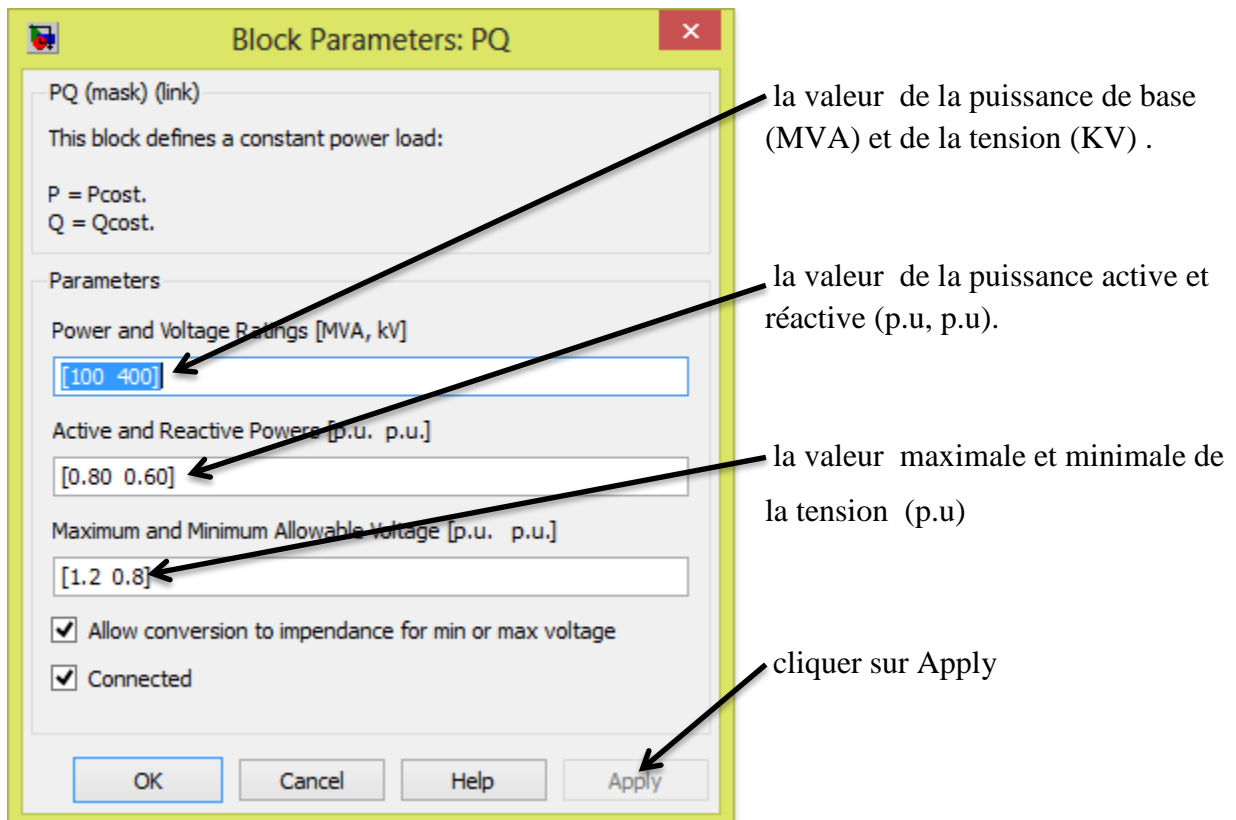 Block Parameters: PQ
PQ (mask) (link)
This block defines a constant power load:
P = Pcost.
Q = Qcost.
Parameters
Power and Voltage Ratings [MVA, kV]
[100 400]
Active and Reactive Powers [p.u. p.u.]
[0.80 0.60]
Maximum and Minimum Allowable Voltage [p.u. p.u.]
[1.2 0.8]
Allow conversion to impendance for min or max voltage
Connected
OK Cancel Help Apply
la valeur de la puissance de base
(MVA) et de la tension (KV) .
la valeur de la puissance active et
réactive (p.u, p.u).
la valeur maximale et minimale de
la tension (p.u)
cliquer sur Apply